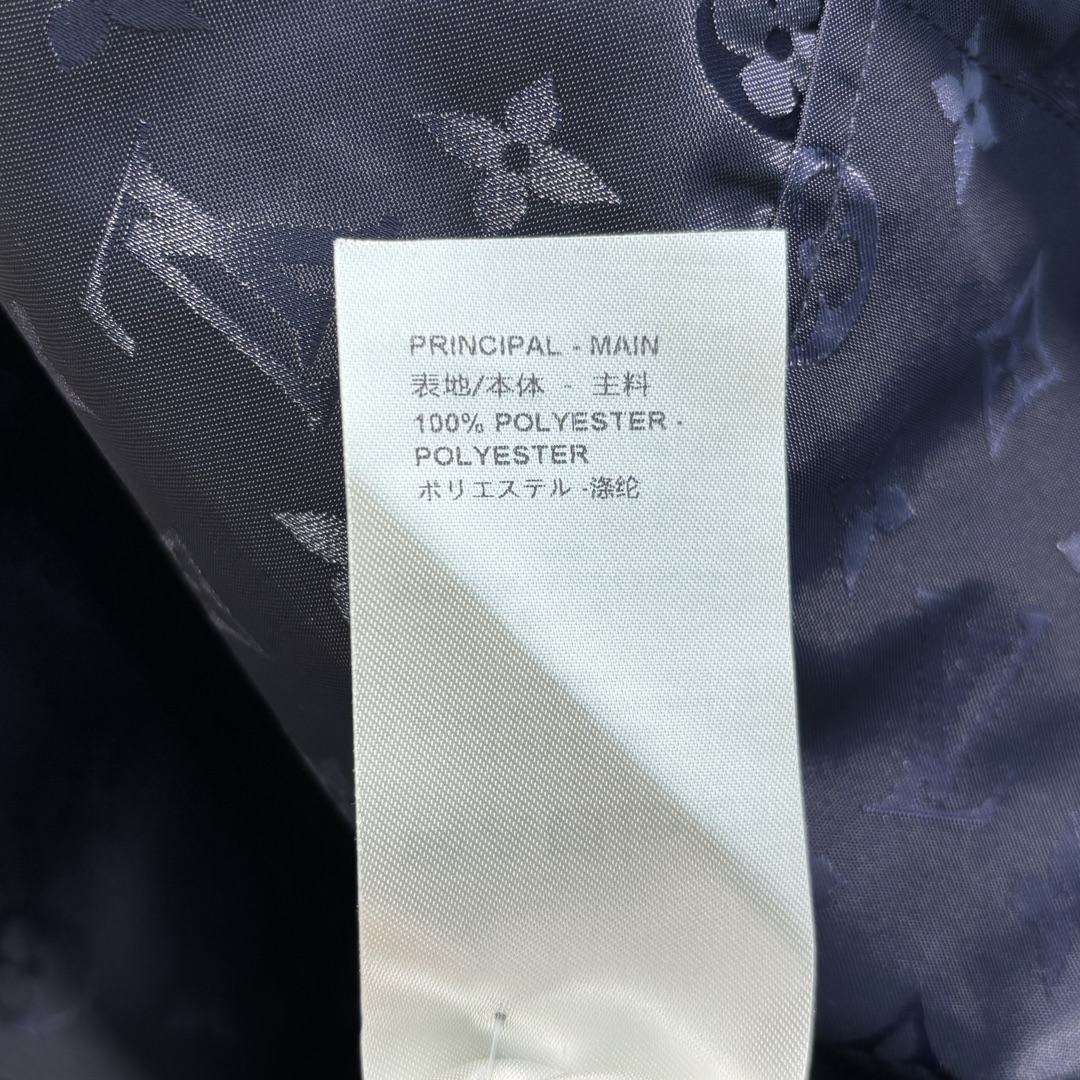 PRINCIPAL - MAIN
表地/本体 - 主料
100% POLYESTER -
POLYESTER
ポリエステル -涤纶